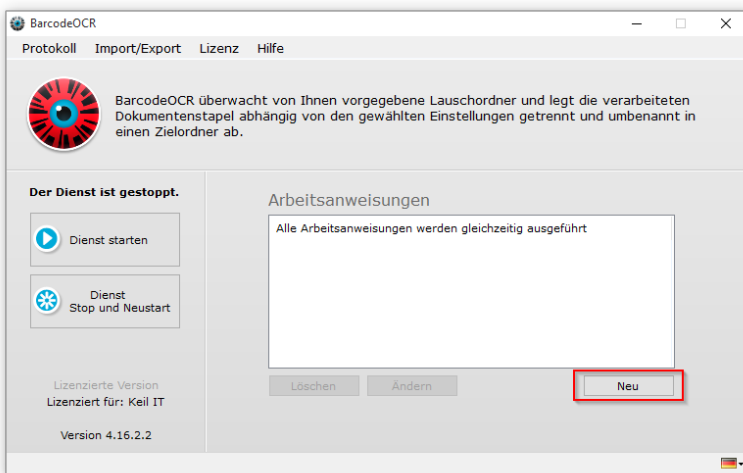 BarcodeOCR
Protokoll Import/Export Lizenz Hilfe
BarcodeOCR überwacht von Ihnen vorgegebene Lauschordner und legt die verarbeiteten
Dokumentenstapel abhängig von den gewählten Einstellungen getrennt und umbenannt in
einen Zielordner ab.
Der Dienst ist gestoppt.
Dienst starten
Dienst
Stop und Neustart
Lizenzierte Version
Lizenziert für: Keil IT
Version 4.16.2.2
Arbeitsanweisungen
Alle Arbeitsanweisungen werden gleichzeitig ausgeführt
Löschen Ändern Neu